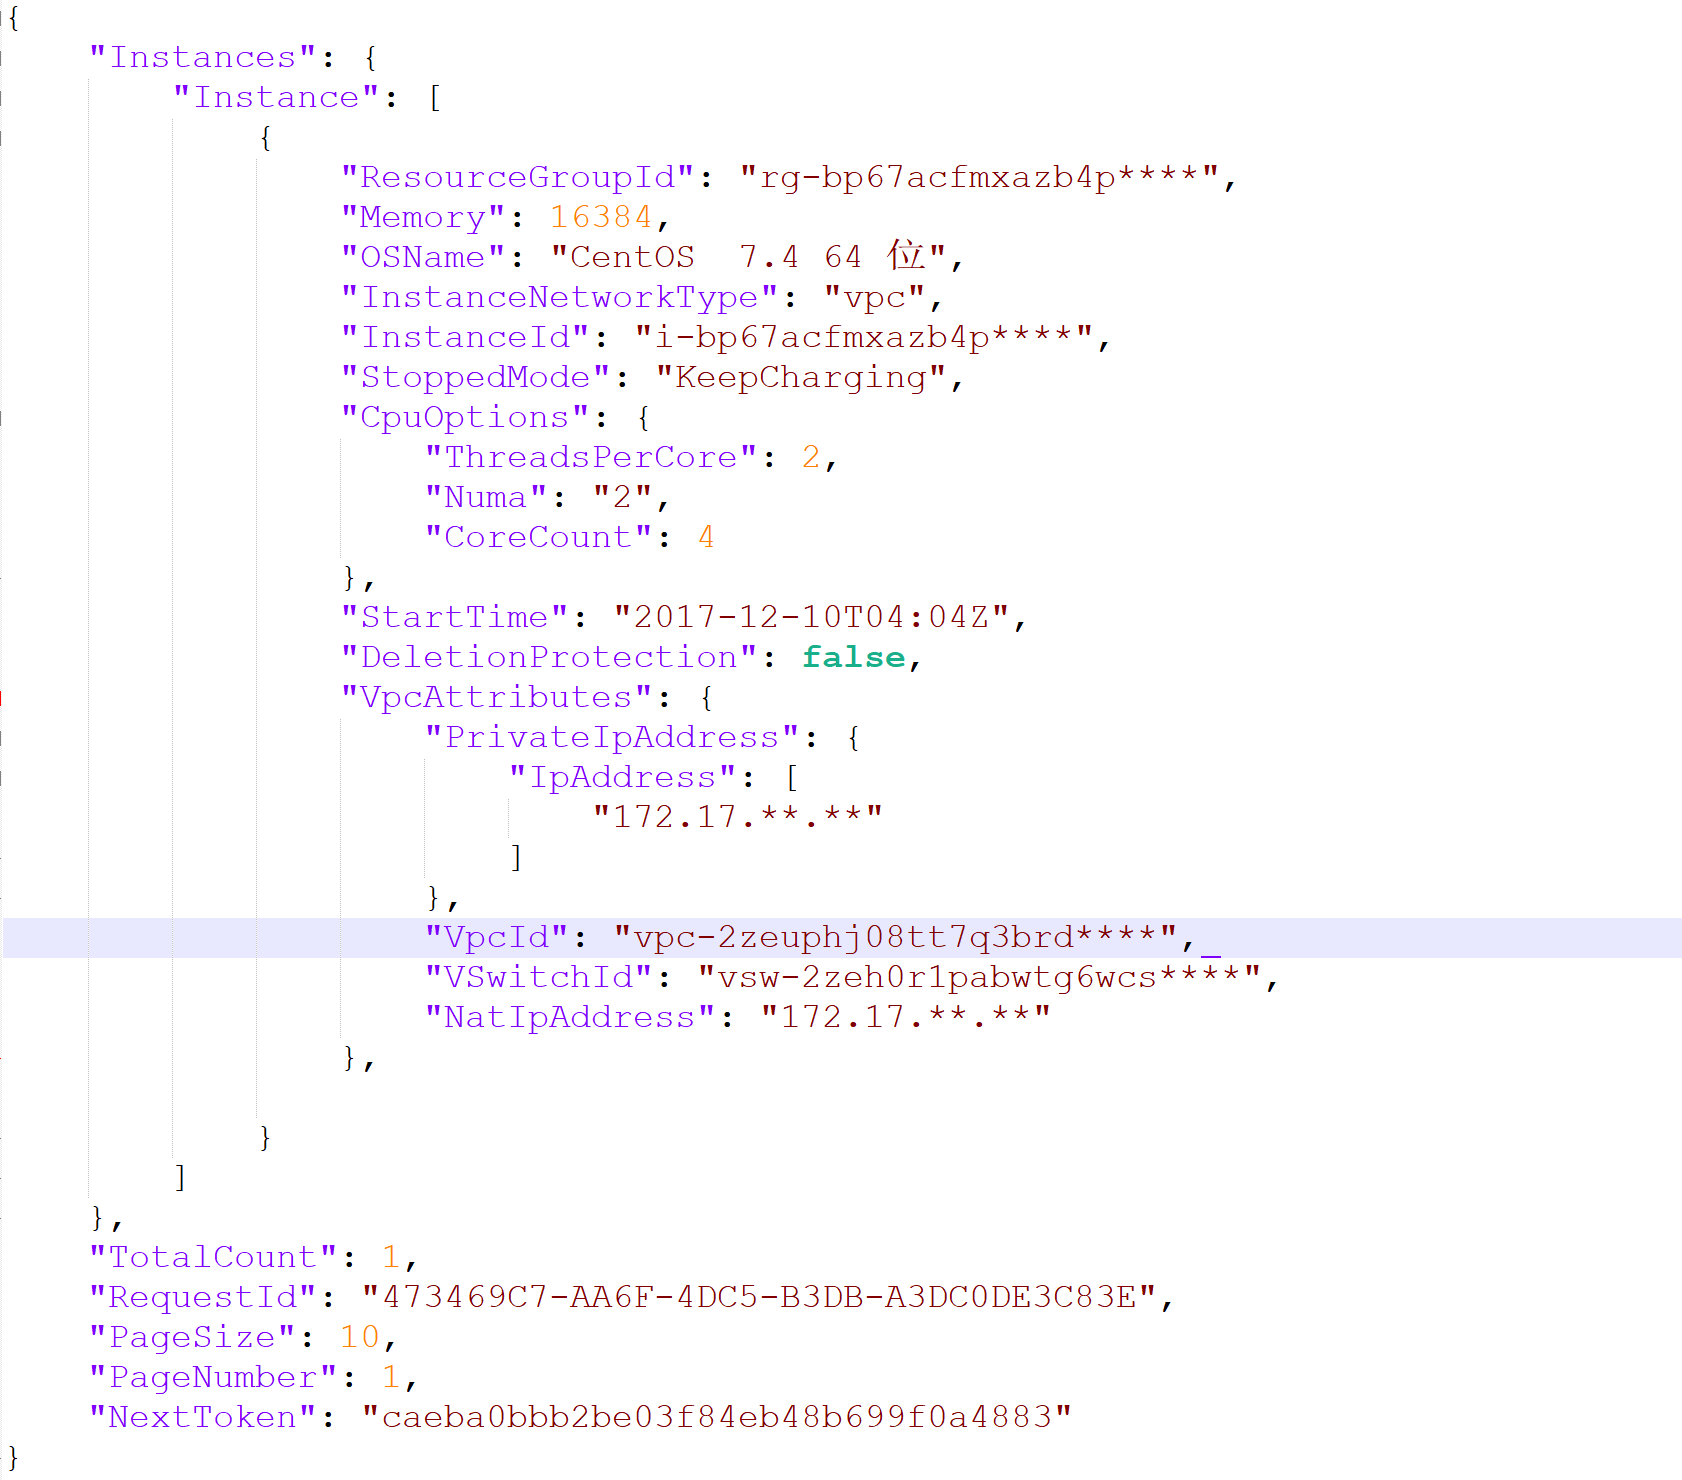 {
    "Instances": {
        "Instance": [
            {
                "ResourceGroupId": "rg-bp67acfmxazb4p****",
                "Memory": 16384,
                "OSName": "CentOS  7.4 64 位",
                "InstanceNetworkType": "vpc",
                "InstanceId": "i-bp67acfmxazb4p****",
                "StoppedMode": "KeepCharging",
                "CpuOptions": {
                    "ThreadsPerCore": 2,
                    "Numa": "2",
                    "CoreCount": 4
                },
                "StartTime": "2017-12-10T04:04Z",
                "DeletionProtection": false,
                "VpcAttributes": {
                    "PrivateIpAddress": {
                        "IpAddress": [
                            "172.17.**.**"
                        ]
                    },
                    "VpcId": "vpc-2zeuphj08tt7q3brd****",
                    "VSwitchId": "vsw-2zeh0r1pabwtg6wcs****",
                    "NatIpAddress": "172.17.**.**"
                },
            }
        ]
    },
    "TotalCount": 1,
    "RequestId": "473469C7-AA6F-4DC5-B3DB-A3DC0DE3C83E",
    "PageSize": 10,
    "PageNumber": 1,
    "NextToken": "caeba0bbb2be03f84eb48b699f0a4883"
}